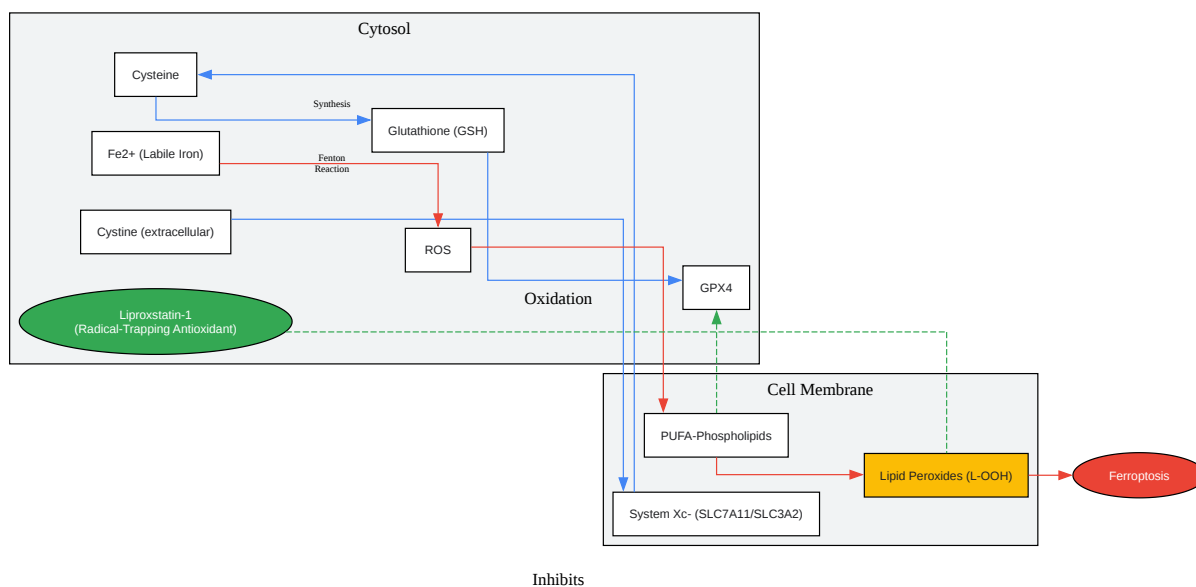 Cytosol
Cysteine
Synthesis
Glutathione (GSH)
Fe2+ (Labile Iron)
Fenton
Reaction
Cystine (extracellular)
ROS
GPX4
Oxidation
Liproxstatin-1
(Radical-Trapping Antioxidant)
Cell Membrane
PUFA-Phospholipids
Lipid Peroxides (L-OOH)
Ferroptosis
System Xc- (SLC7A11/SLC3A2)
Inhibits